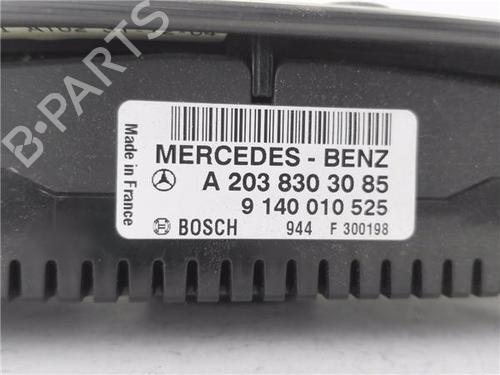 MERCEDES - BENZ
A 203 830 30 85
9 140 010 525
BOSCH 944 F 300198
Made in France
B-PARTS